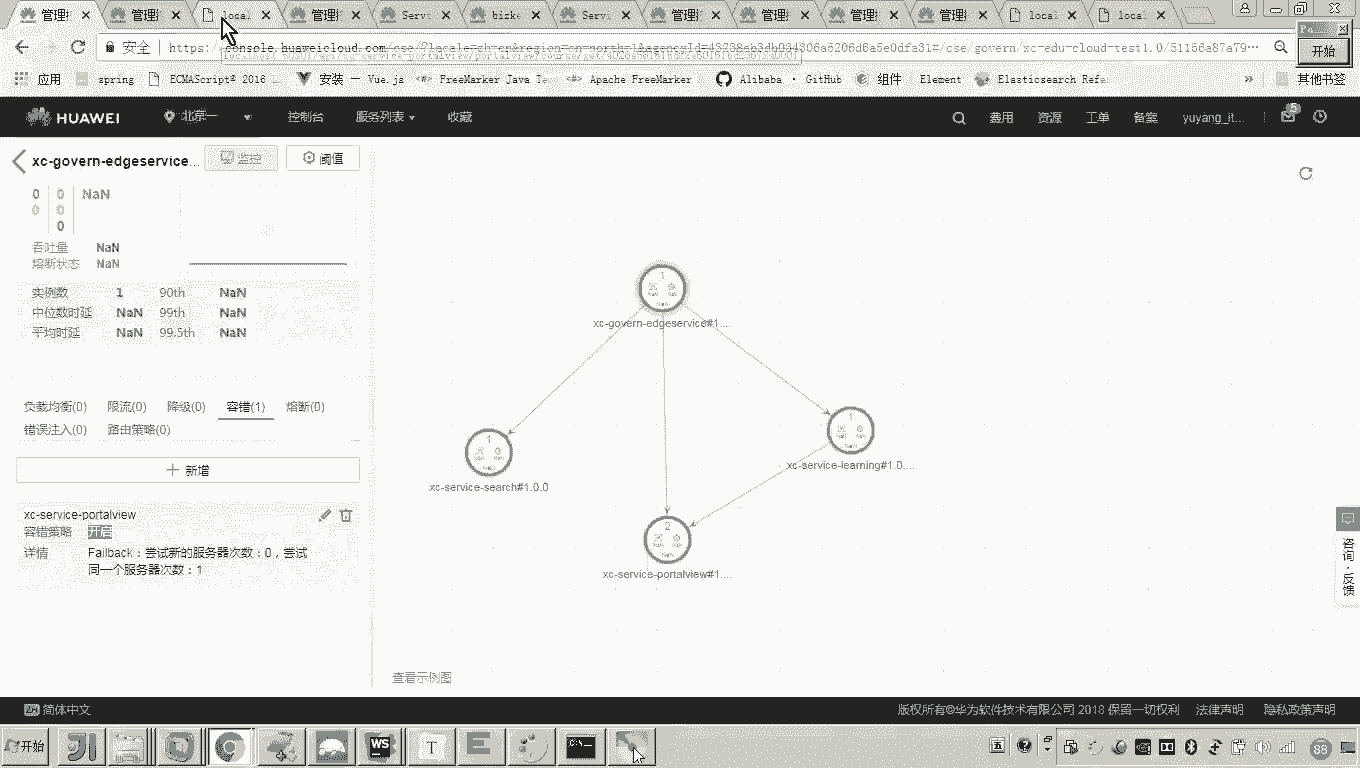 管理 管理 local 管理 管理 Servi bizke Servi 管理 管理 管理 管理 local local
安全 https://console.huaweicloud.com/cse/?locale=zh-cn&region=cn-north-1&agencyId=
开始
应用 spring ECMAScript® 2016 安装 — Vue.js FreeMarker Java Te Apache FreeMarker Alibaba · GitHub 组件 Element Elasticsearch Refe » 其他书签
HUAWEI 北京一 控制台 服务列表 收藏 费用 资源 工单 备案 yuyang_it... 5
xc-govern-edgeservice... 监控 阈值
0 0 NaN
0 0
0
吞吐量 NaN
熔断状态 NaN
实例数 1 90th NaN
中位数时延 NaN 99th NaN
平均时延 NaN 99.5th NaN
负载均衡(0) 限流(0) 降级(0) 容错(1) 熔断(0)
错误注入(0) 路由策略(0)
新增
xc-service-portalview
容错策略 开启
详情 Failback：尝试新的服务器次数：0，尝试
同一个服务器次数：1
1
xc-govern-edgeservice#1....
1
xc-service-search#1.0.0
1
xc-service-learning#1.0....
2
xc-service-portalview#1....
查看示例图
咨询·反馈
简体中文 版权所有©华为软件技术有限公司 2018 保留一切权利 法律声明 隐私政策声明
开始 WS T E 88